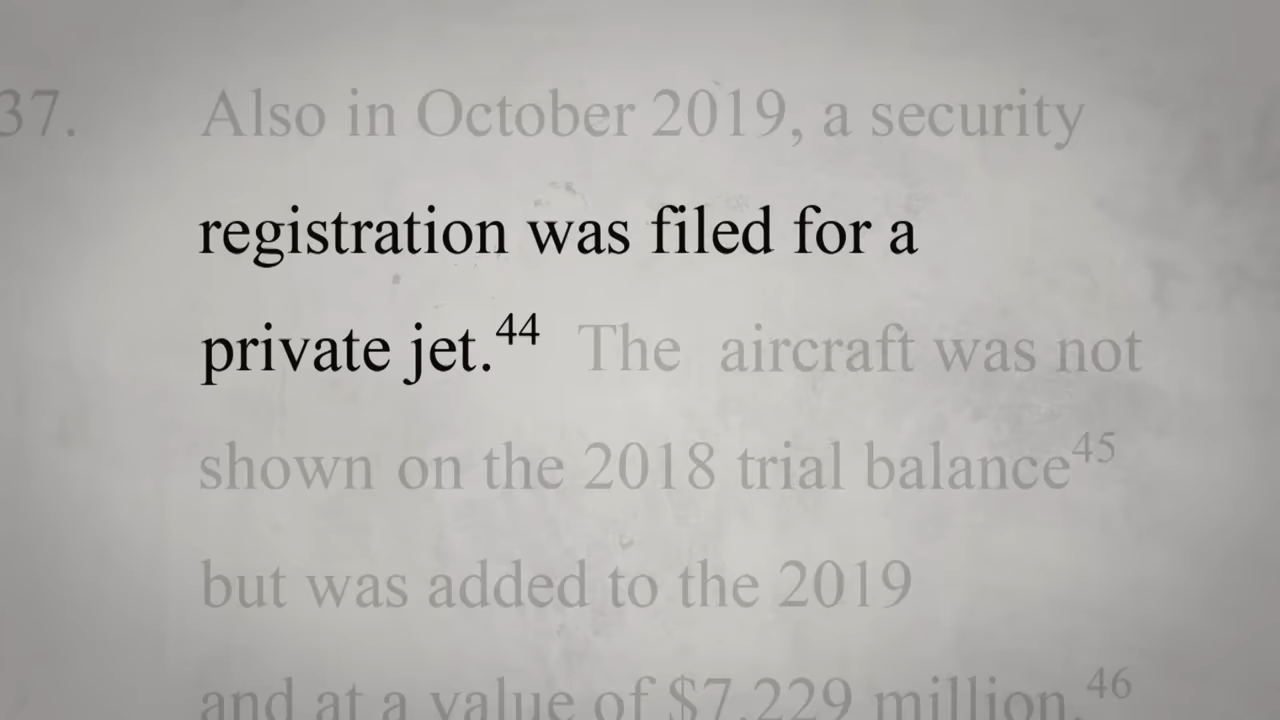 37. Also in October 2019, a security
registration was filed for a
private jet.44 The aircraft was not
shown on the 2018 trial balance45
but was added to the 2019
and at a value of $7.229 million.46